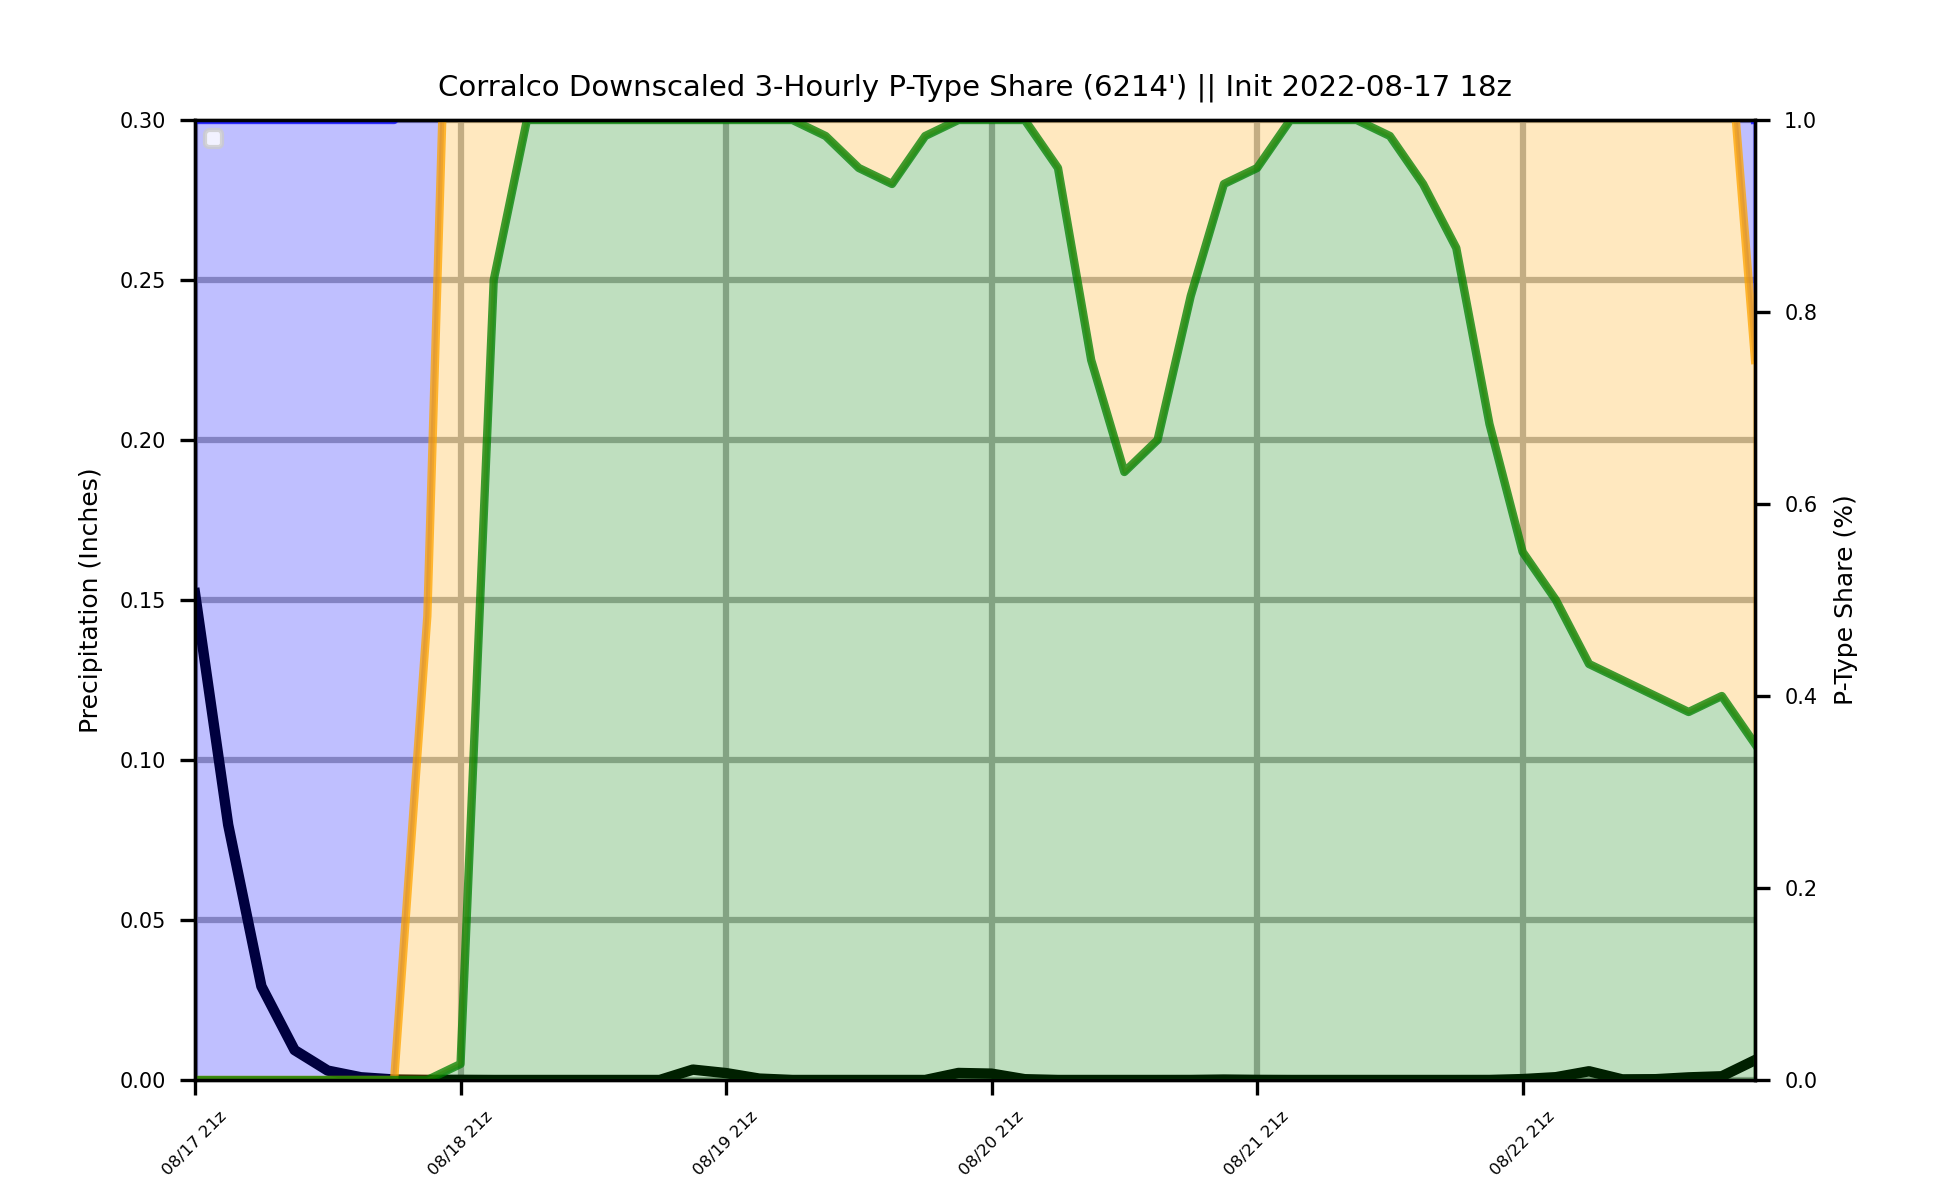 Corralco Downscaled 3-Hourly P-Type Share (6214') || Init 2022-08-17 18z
0.30
0.25
0.20
0.15
0.10
0.05
0.00
Precipitation (Inches)
1.0
0.8
0.6
0.4
0.2
0.0
P-Type Share (%)
08/17 21z
08/18 21z
08/19 21z
08/20 21z
08/21 21z
08/22 21z